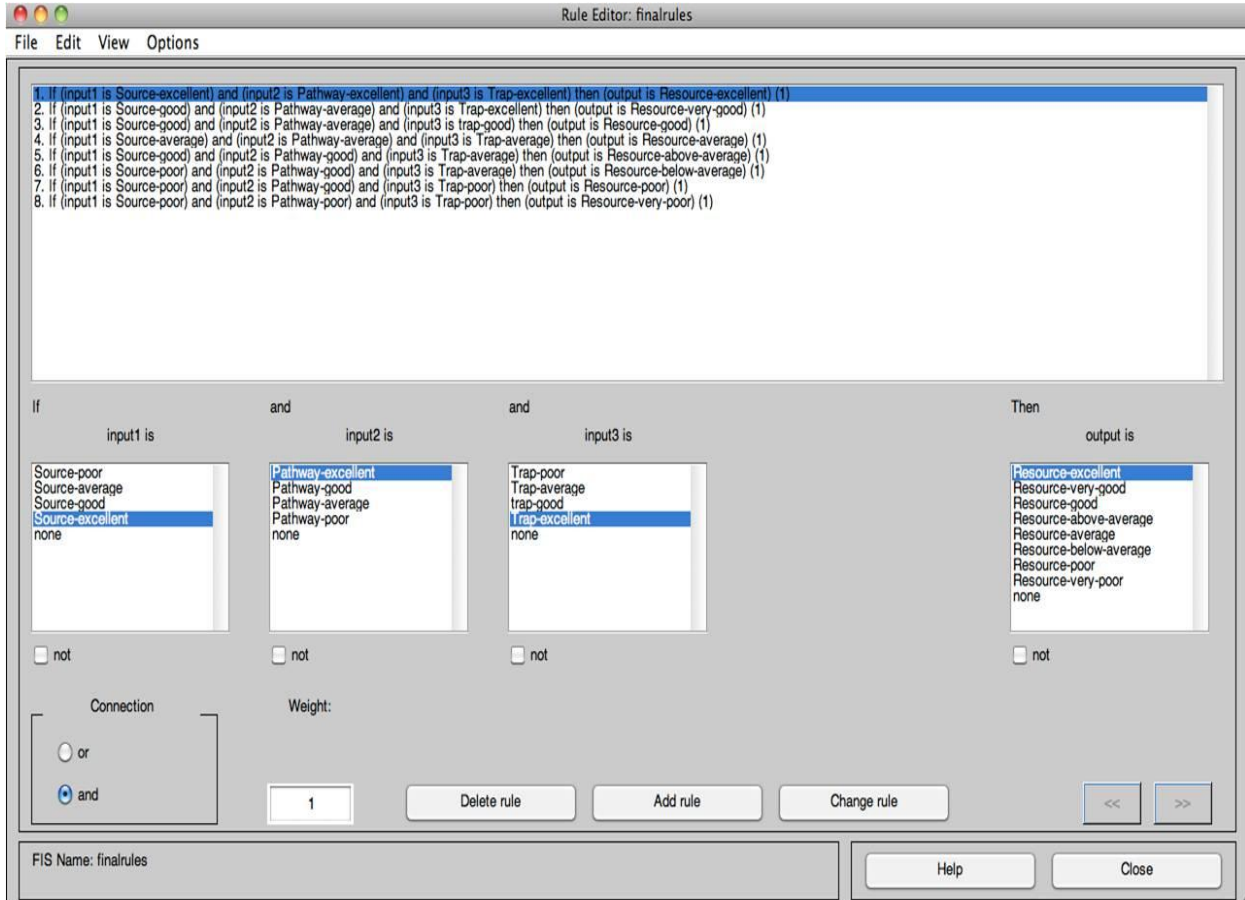 Rule Editor: finalrules
File Edit View Options
1. If (input1 is Source-excellent) and (input2 is Pathway-excellent) and (input3 is Trap-excellent) then (output is Resource-excellent) (1)
2. If (input1 is Source-good) and (input2 is Pathway-average) and (input3 is Trap-excellent) then (output is Resource-very-good) (1)
3. If (input1 is Source-good) and (input2 is Pathway-average) and (input3 is trap-good) then (output is Resource-good) (1)
4. If (input1 is Source-average) and (input2 is Pathway-average) and (input3 is Trap-average) then (output is Resource-average) (1)
5. If (input1 is Source-good) and (input2 is Pathway-good) and (input3 is Trap-average) then (output is Resource-above-average) (1)
6. If (input1 is Source-poor) and (input2 is Pathway-good) and (input3 is Trap-average) then (output is Resource-below-average) (1)
7. If (input1 is Source-poor) and (input2 is Pathway-good) and (input3 is Trap-poor) then (output is Resource-poor) (1)
8. If (input1 is Source-poor) and (input2 is Pathway-poor) and (input3 is Trap-poor) then (output is Resource-very-poor) (1)
If
input1 is
Source-poor
Source-average
Source-good
Source-excellent
none
not
and
input2 is
Pathway-excellent
Pathway-good
Pathway-average
Pathway-poor
none
not
and
input3 is
Trap-poor
Trap-average
trap-good
Trap-excellent
none
not
Then
output is
Resource-excellent
Resource-very-good
Resource-good
Resource-above-average
Resource-average
Resource-below-average
Resource-poor
Resource-very-poor
none
not
Connection
or
and
Weight:
1
Delete rule
Add rule
Change rule
<<
>>
FIS Name: finalrules
Help
Close